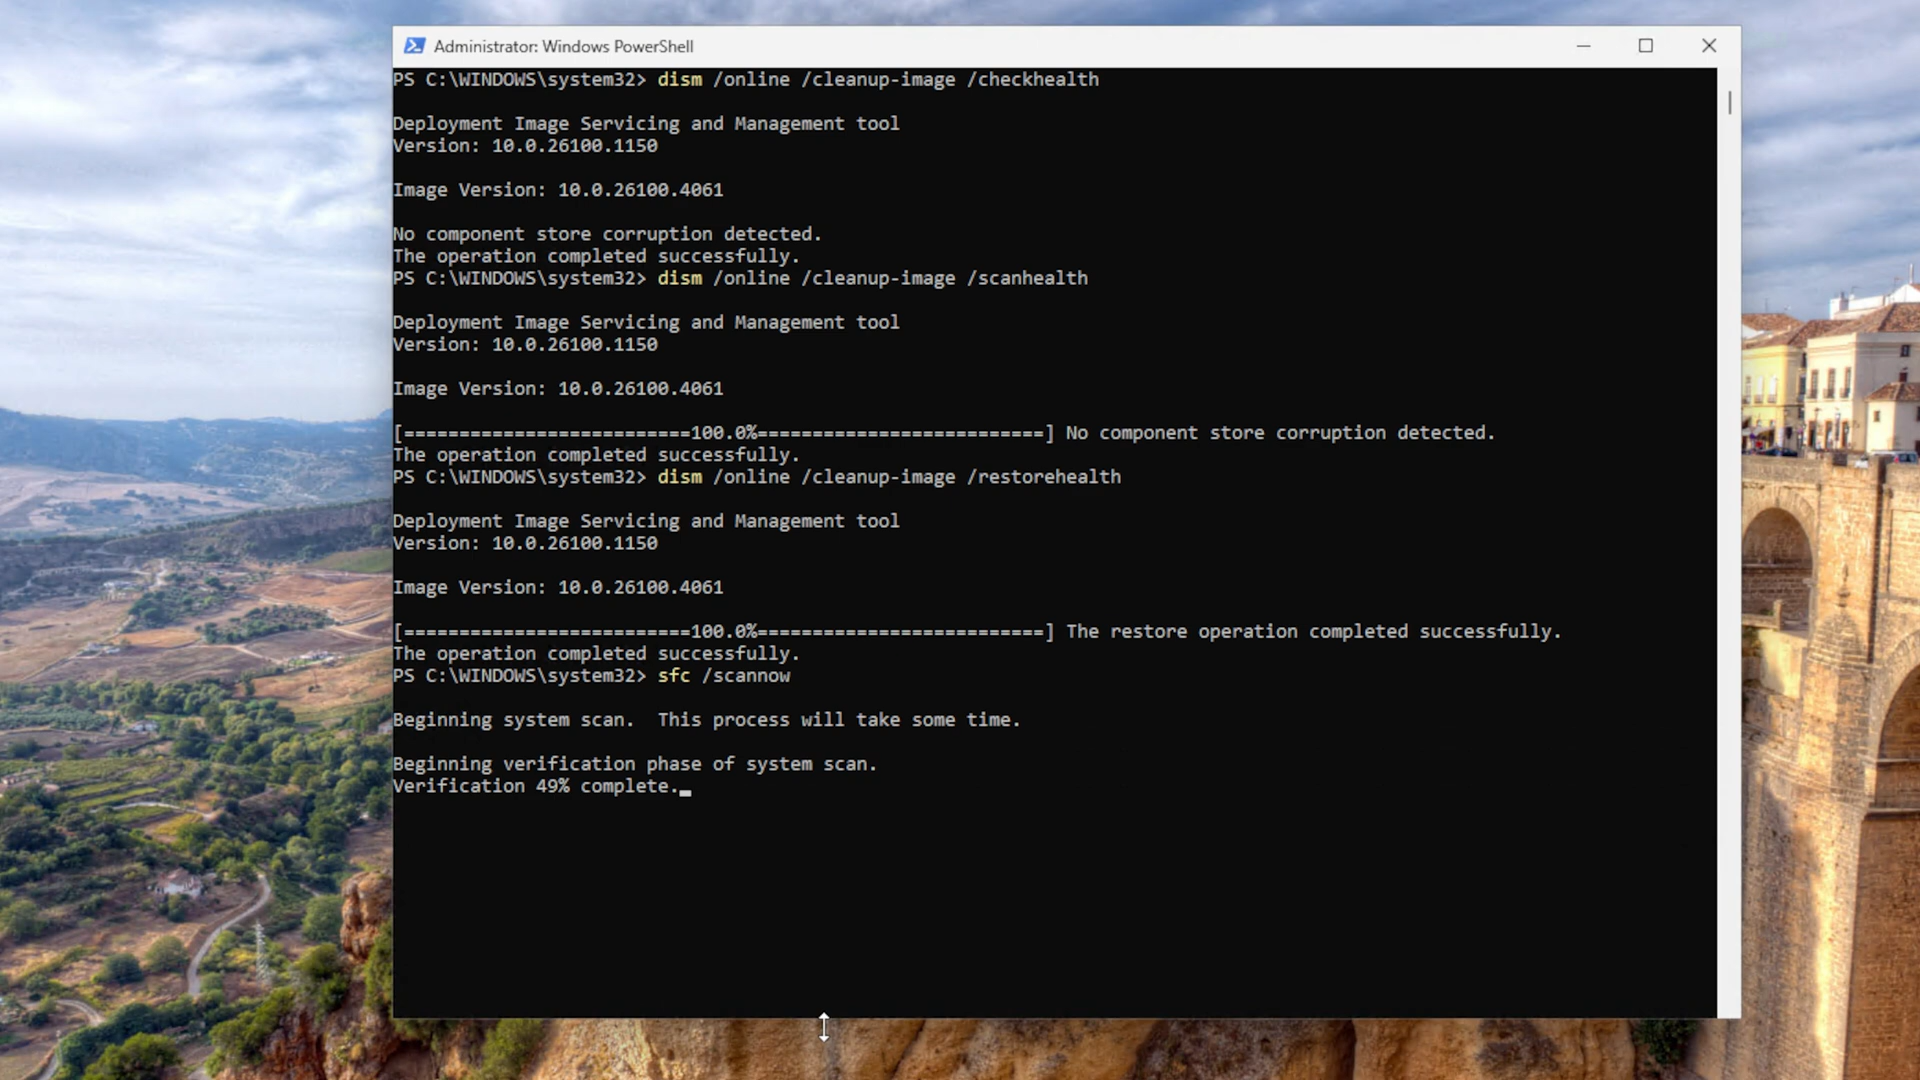 Administrator: Windows PowerShell
PS C:\WINDOWS\system32> dism /online /cleanup-image /checkhealth
Deployment Image Servicing and Management tool
Version: 10.0.26100.1150
Image Version: 10.0.26100.4061
No component store corruption detected.
The operation completed successfully.
PS C:\WINDOWS\system32> dism /online /cleanup-image /scanhealth
Deployment Image Servicing and Management tool
Version: 10.0.26100.1150
Image Version: 10.0.26100.4061
[==========================100.0%==========================] No component store corruption detected.
The operation completed successfully.
PS C:\WINDOWS\system32> dism /online /cleanup-image /restorehealth
Deployment Image Servicing and Management tool
Version: 10.0.26100.1150
Image Version: 10.0.26100.4061
[==========================100.0%==========================] The restore operation completed successfully.
The operation completed successfully.
PS C:\WINDOWS\system32> sfc /scannow
Beginning system scan.  This process will take some time.
Beginning verification phase of system scan.
Verification 49% complete.